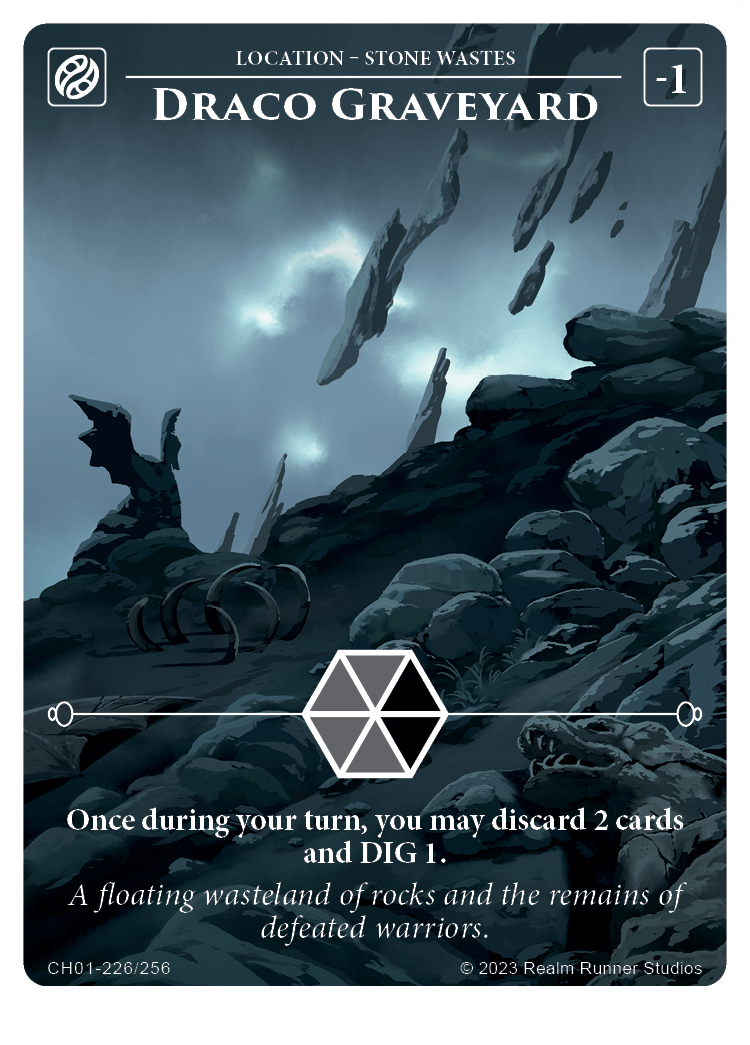 LOCATION – STONE WASTES
-1
DRACO GRAVEYARD
Once during your turn, you may discard 2 cards
and DIG 1.
A floating wasteland of rocks and the remains of
defeated warriors.
CH01-226/256
© 2023 Realm Runner Studios